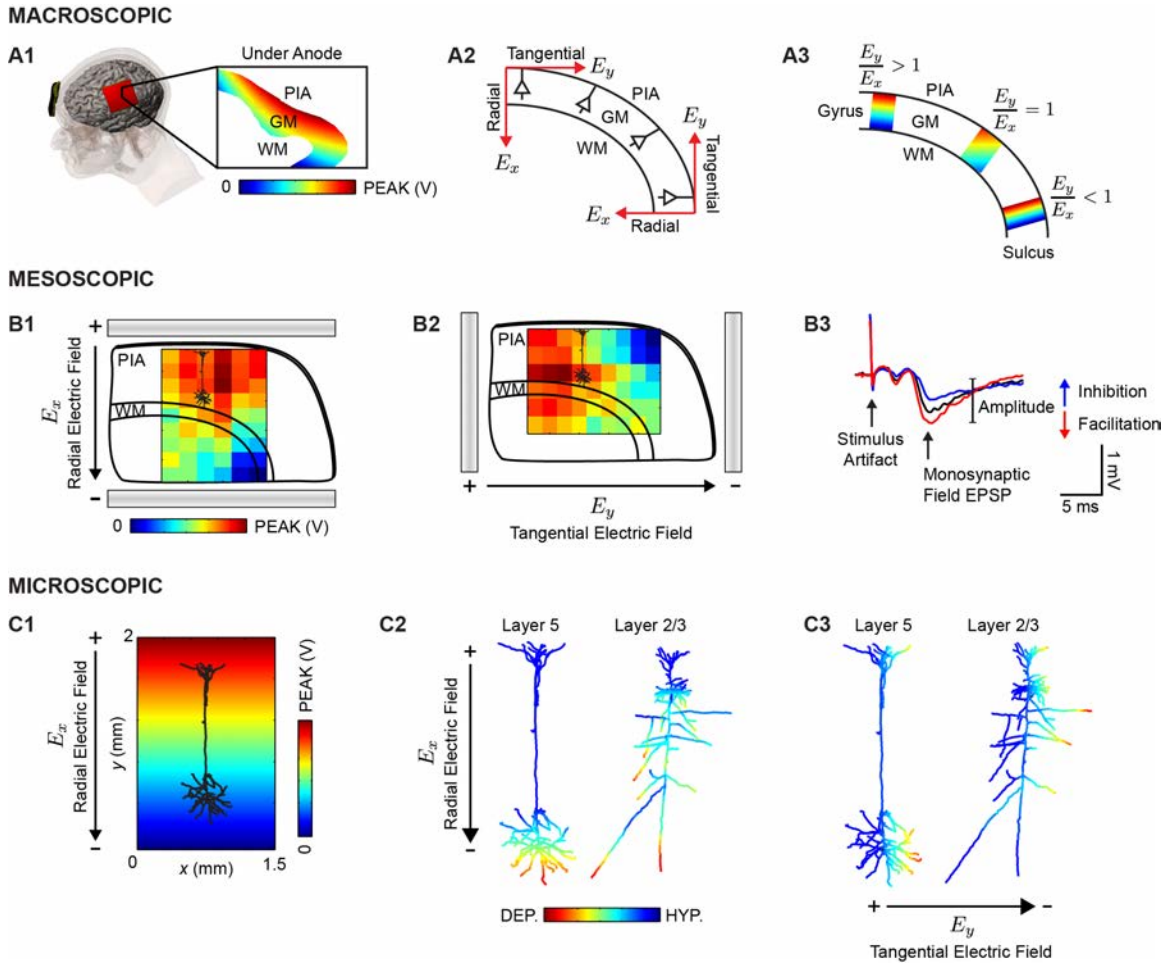 MACROSCOPIC
A1
Under Anode
PIA
GM
WM
0
PEAK (V)
A2
Tangential
E_y
PIA
GM
WM
Radial
E_x
E_y
Tangential
E_x
Radial
A3
E_y/E_x > 1
PIA
E_y/E_x = 1
Gyrus
GM
WM
E_y/E_x < 1
Sulcus
MESOSCOPIC
B1
+
PIA
WM
E_x
Radial Electric Field
-
0
PEAK (V)
B2
PIA
WM
+
-
E_y
Tangential Electric Field
B3
Inhibition
Amplitude
Facilitation
Stimulus
Artifact
Monosynaptic
Field EPSP
1 mV
5 ms
MICROSCOPIC
C1
+
2
E_x
Radial Electric Field
y (mm)
-
0
x (mm)
1.5
PEAK (V)
0
C2
Layer 5
Layer 2/3
+
E_x
Radial Electric Field
-
DEP.
HYP.
C3
Layer 5
Layer 2/3
+
-
E_y
Tangential Electric Field